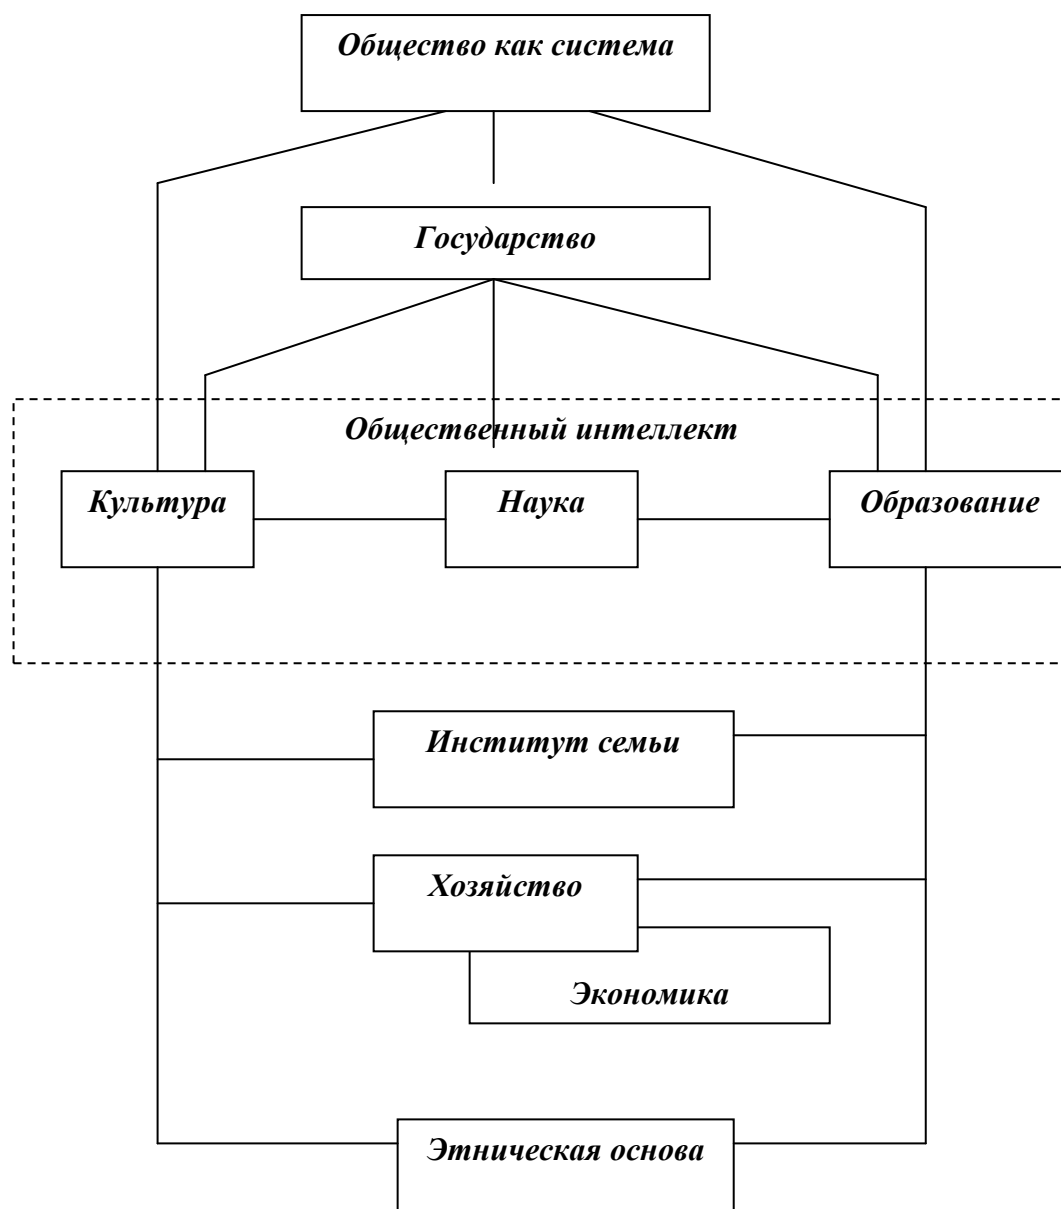 Общество как система
Государство
Общественный интеллект
Культура
Наука
Образование
Институт семьи
Хозяйство
Экономика
Этническая основа